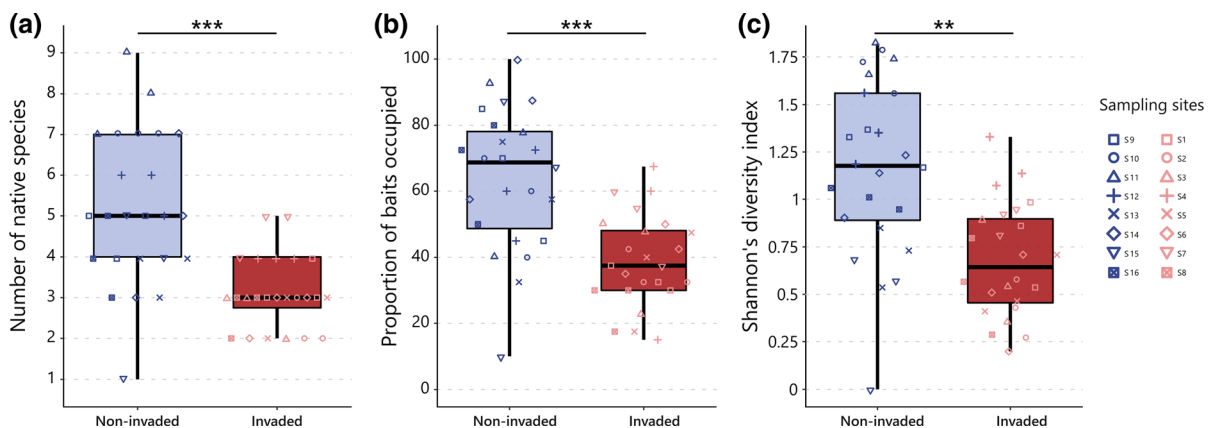 (a)
***
Number of native species
9
8
7
6
5
4
3
2
1
Non-invaded
Invaded
(b)
***
Proportion of baits occupied
100
80
60
40
20
0
Non-invaded
Invaded
(c)
**
Shannon's diversity index
1.75
1.5
1.25
1
0.75
0.5
0.25
0
Non-invaded
Invaded
Sampling sites
S9 S1
S10 S2
S11 S3
S12 S4
S13 S5
S14 S6
S15 S7
S16 S8